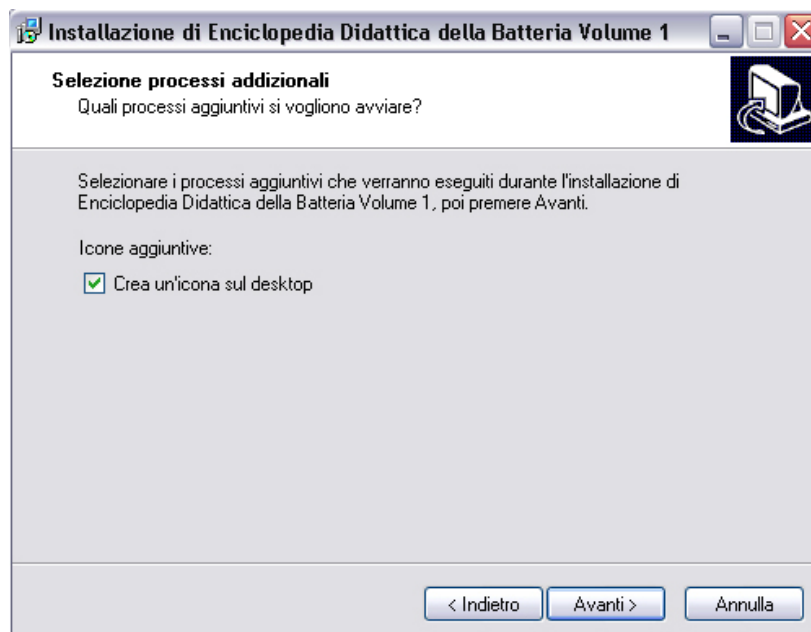 Installazione di Enciclopedia Didattica della Batteria Volume 1
Selezione processi addizionali
Quali processi aggiuntivi si vogliono avviare?
Selezionare i processi aggiuntivi che verranno eseguiti durante l'installazione di
Enciclopedia Didattica della Batteria Volume 1, poi premere Avanti.
Icone aggiuntive:
Crea un'icona sul desktop
< Indietro
Avanti >
Annulla